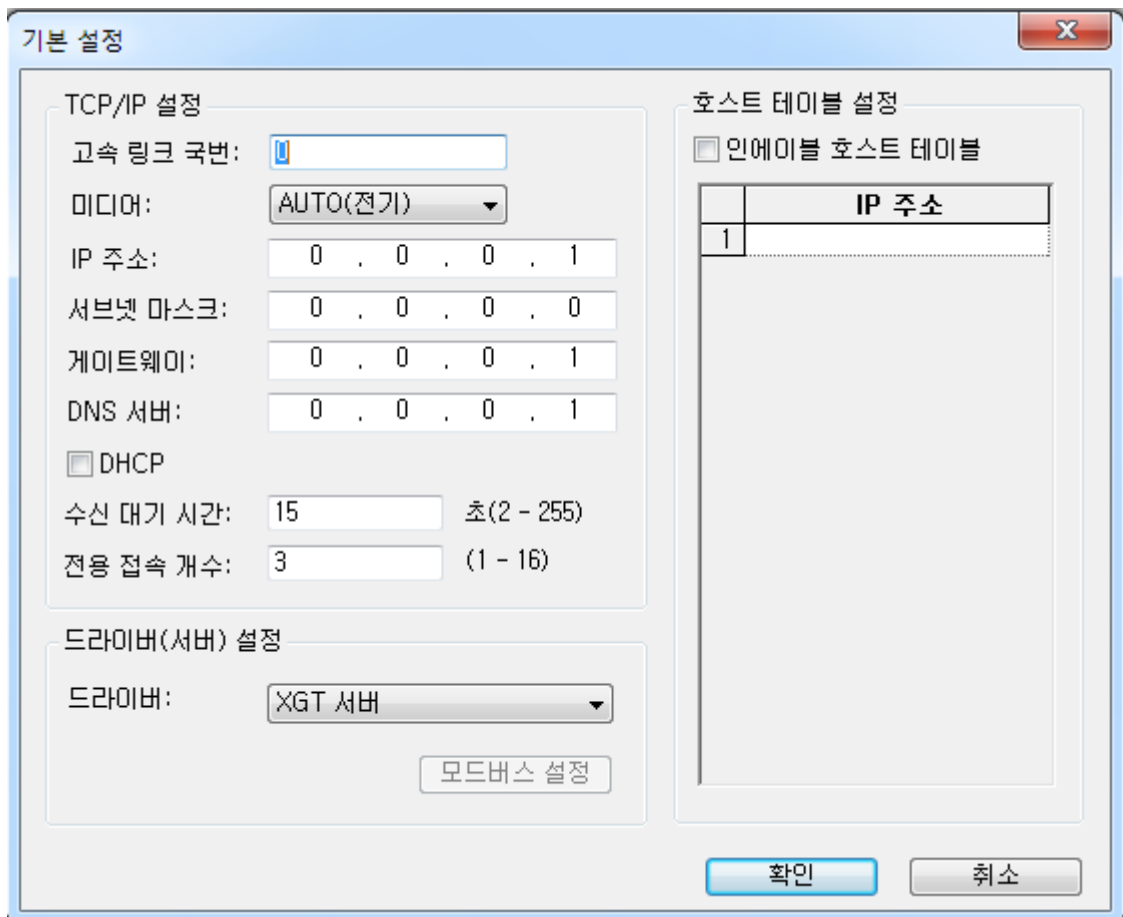 기본 설정
TCP/IP 설정
고속 링크 국번: 0
미디어: AUTO(전기)
IP 주소: 0 . 0 . 0 . 1
서브넷 마스크: 0 . 0 . 0 . 0
게이트웨이: 0 . 0 . 0 . 1
DNS 서버: 0 . 0 . 0 . 1
DHCP
수신 대기 시간: 15 초(2 - 255)
전용 접속 개수: 3 (1 - 16)
드라이버(서버) 설정
드라이버: XGT 서버
모드버스 설정
호스트 테이블 설정
인에이블 호스트 테이블
IP 주소
1
확인 취소